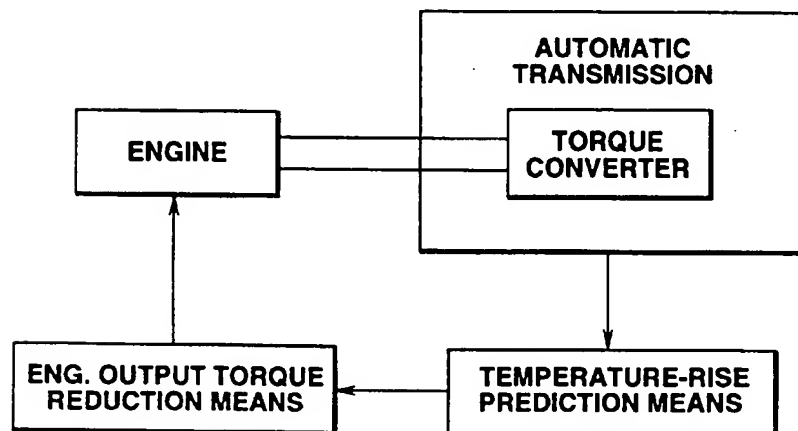 AUTOMATIC
TRANSMISSION
ENGINE
TORQUE
CONVERTER
ENG. OUTPUT TORQUE
REDUCTION MEANS
TEMPERATURE-RISE
PREDICTION MEANS